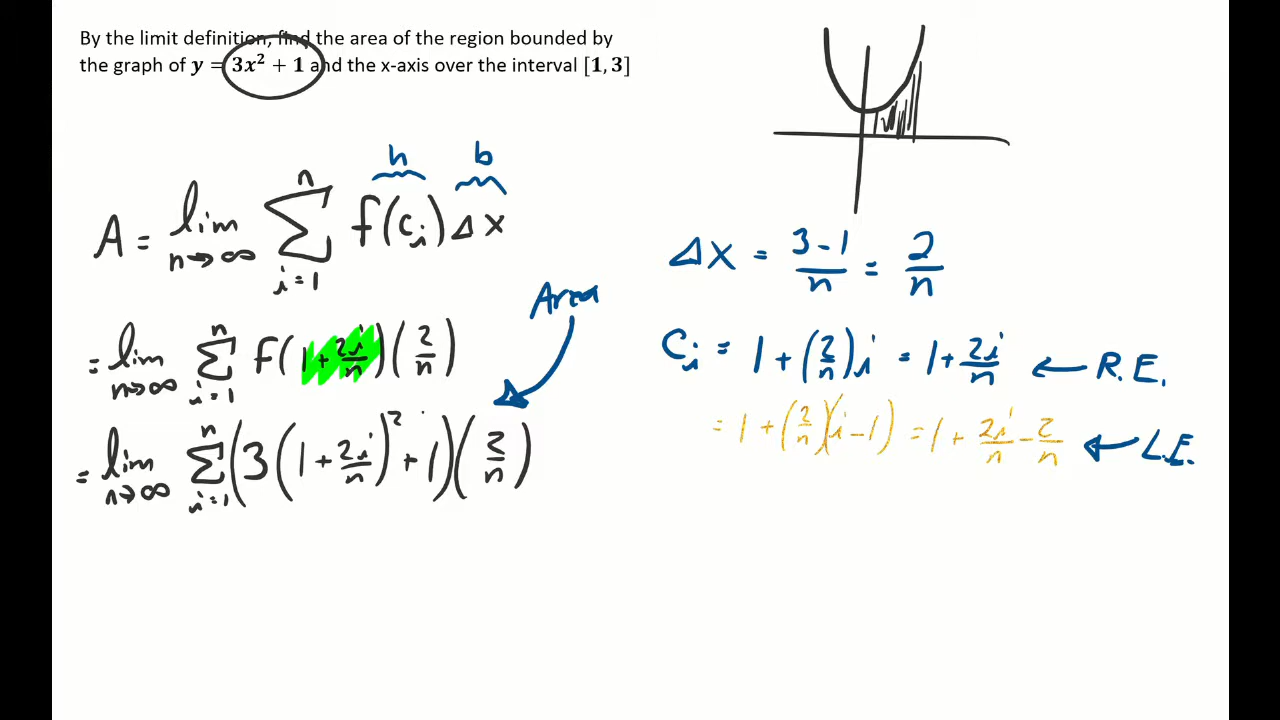 By the limit definition, find the area of the region bounded by
the graph of y = 3x² + 1 and the x-axis over the interval [1, 3]
h b
A = lim n→∞ n Σ i=1 f(cᵢ) Δx
Δx = 3-1/n = 2/n
Area
= lim n→∞ n Σ i=1 f(1+2i/n)(2/n)
Cᵢ = 1 + (2/n)i = 1 + 2i/n ← R.E.
= 1 + (2/n)(i-1) = 1 + 2i/n - 2/n ← L.E.
= lim n→∞ n Σ i=1 (3(1+2i/n)² + 1)(2/n)